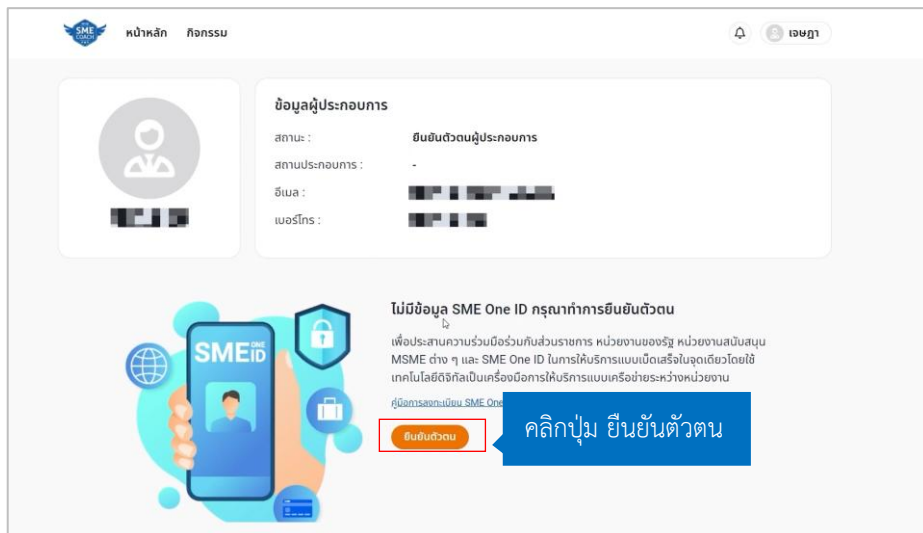 SME
COACH
หน้าหลัก กิจกรรม
เจษฎา
ข้อมูลผู้ประกอบการ
สถานะ : ยืนยันตัวตนผู้ประกอบการ
สถานประกอบการ : -
อีเมล :
เบอร์โทร :
ไม่มีข้อมูล SME One ID กรุณาทำการยืนยันตัวตน
เพื่อประสานความร่วมมือร่วมกับส่วนราชการ หน่วยงานของรัฐ หน่วยงานสนับสนุน
MSME ต่าง ๆ และ SME One ID ในการให้บริการแบบเบ็ดเสร็จในจุดเดียวโดยใช้
เทคโนโลยีดิจิทัลเป็นเครื่องมือการให้บริการแบบเครือข่ายระหว่างหน่วยงาน
คู่มือการลงทะเบียน SME One
ยืนยันตัวตน
คลิกปุ่ม ยืนยันตัวตน
SME ONE ID